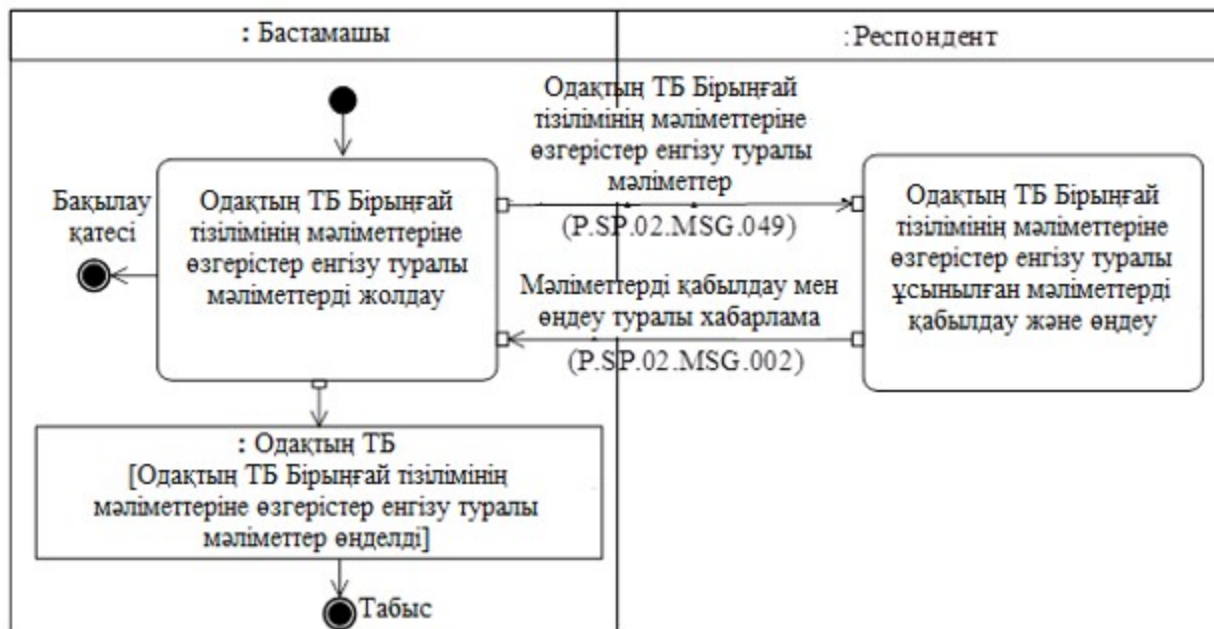 : Бастамашы
:Респондент
Одақтың ТБ Бірыңғай
тізілімінің мәліметтеріне
өзгерістер енгізу туралы
мәліметтер
(P.SP.02.MSG.049)
Бақылау
қатесі
Одақтың ТБ Бірыңғай
тізілімінің мәліметтеріне
өзгерістер енгізу туралы
мәліметтерді жолдау
Одақтың ТБ Бірыңғай
тізілімінің мәліметтеріне
өзгерістер енгізу туралы
ұсынылған мәліметтерді
қабылдау және өңдеу
Мәліметтерді қабылдау мен
өңдеу туралы хабарлама
(P.SP.02.MSG.002)
: Одақтың ТБ
[Одақтың ТБ Бірыңғай тізілімінің
мәліметтеріне өзгерістер енгізу туралы
мәліметтер өңделді]
Табыс